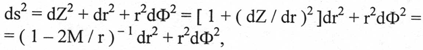 ds² = dZ² + dr² + r²dΦ² = [ 1 + ( dZ / dr )² ]dr² + r²dΦ² =
= ( 1 – 2M / r )⁻¹ dr² + r²dΦ²,